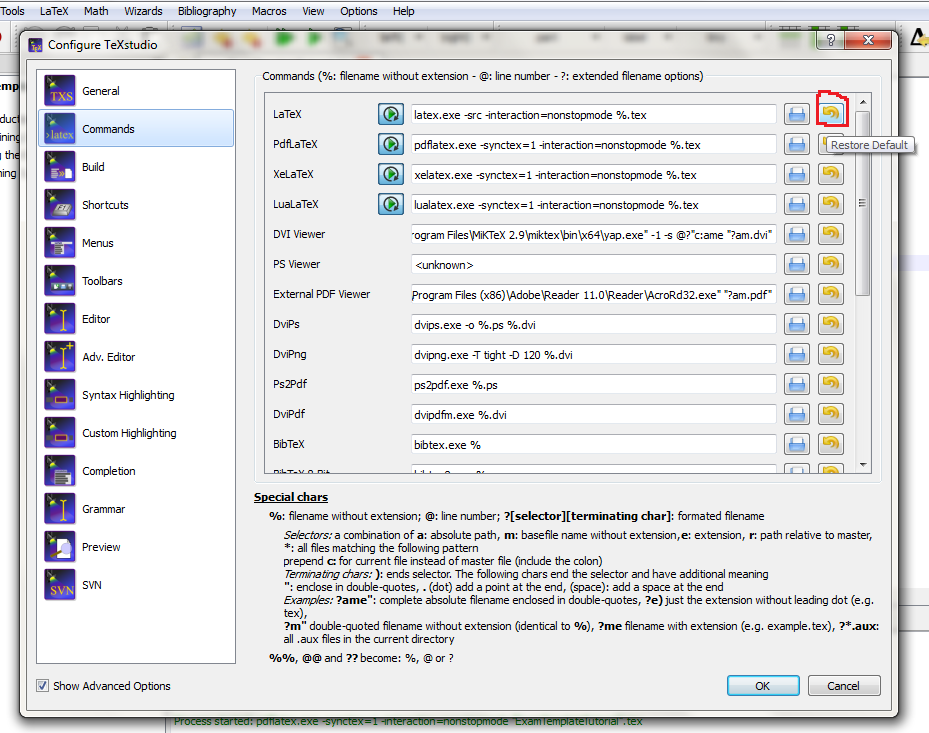 Tools LaTeX Math Wizards Bibliography Macros View Options Help
Configure TeXstudio
General
Commands
Build
Shortcuts
Menus
Toolbars
Editor
Adv. Editor
Syntax Highlighting
Custom Highlighting
Completion
Grammar
Preview
SVN
Commands (%: filename without extension - @: line number - ?: extended filename options)
LaTeX latex.exe -src -interaction=nonstopmode %.tex
Restore Default
PdfLaTeX pdflatex.exe -synctex=1 -interaction=nonstopmode %.tex
XeLaTeX xelatex.exe -synctex=1 -interaction=nonstopmode %.tex
LuaLaTeX lualatex.exe -synctex=1 -interaction=nonstopmode %.tex
DVI Viewer rogram Files\MiKTeX 2.9\miktex\bin\x64\yap.exe" -1 -s @?"c:ame "?am.dvi"
PS Viewer <unknown>
External PDF Viewer Program Files (x86)\Adobe\Reader 11.0\Reader\AcroRd32.exe" "?am.pdf"
DviPs dvips.exe -o %.ps %.dvi
DviPng dvipng.exe -T tight -D 120 %.dvi
Ps2Pdf ps2pdf.exe %.ps
DviPdf dvipdfm.exe %.dvi
BibTeX bibtex.exe %
Special chars
%: filename without extension; @: line number; ?[selector][terminating char]: formated filename
Selectors: a combination of a: absolute path, m: basefile name without extension, e: extension, r: path relative to master,
*: all files matching the following pattern
prepend c: for current file instead of master file (include the colon)
Terminating chars: ): ends selector. The following chars end the selector and have additional meaning
": enclose in double-quotes, . (dot) add a point at the end, (space): add a space at the end
Examples: ?ame": complete absolute filename enclosed in double-quotes, ?e) just the extension without leading dot (e.g.
tex),
?m" double-quoted filename without extension (identical to %), ?me filename with extension (e.g. example.tex), ?*.aux:
all .aux files in the current directory
%%, @@ and ?? become: %, @ or ?
Show Advanced Options
OK Cancel
Process started: pdflatex.exe -synctex=1 -interaction=nonstopmode "ExamTemplateTutorial".tex